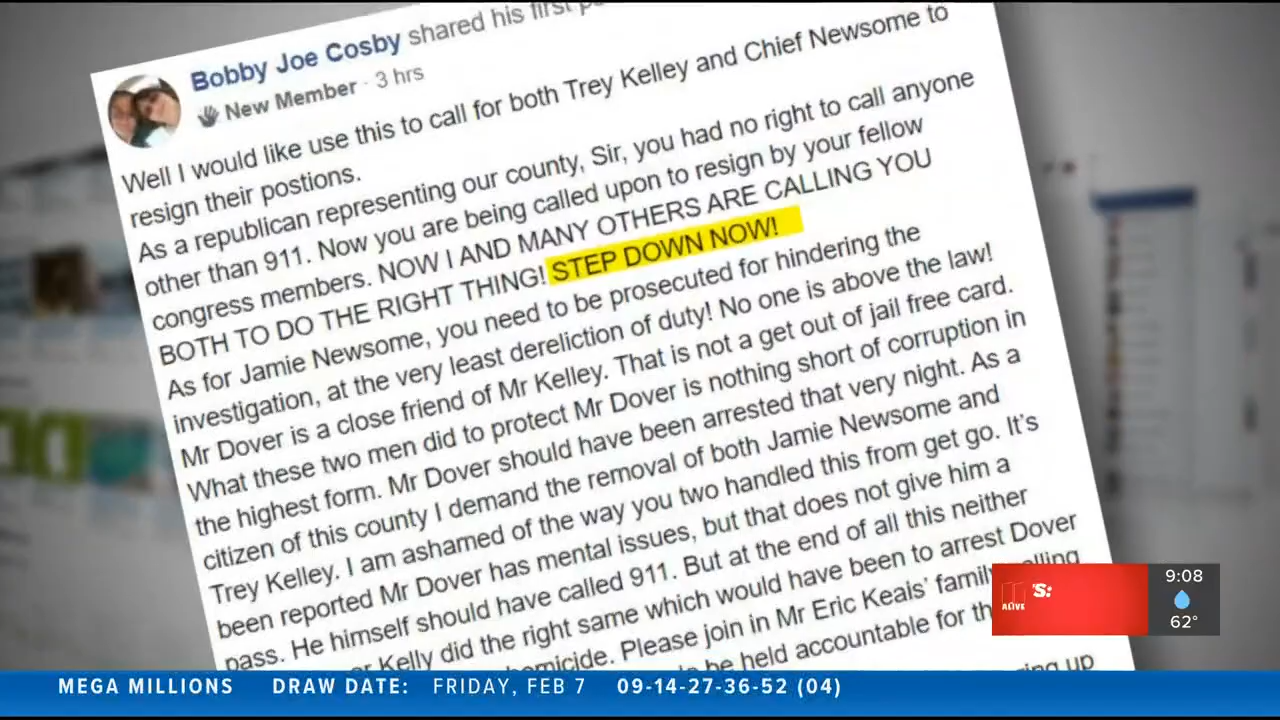 Bobby Joe Cosby shared his first
New Member · 3 hrs
Well I would like use this to call for both Trey Kelley and Chief Newsome to
resign their postions.
As a republican representing our county, Sir, you had no right to call anyone
other than 911. Now you are being called upon to resign by your fellow
congress members. NOW I AND MANY OTHERS ARE CALLING YOU
BOTH TO DO THE RIGHT THING! STEP DOWN NOW!
As for Jamie Newsome, you need to be prosecuted for hindering the
investigation, at the very least dereliction of duty! No one is above the law!
Mr Dover is a close friend of Mr Kelley. That is not a get out of jail free card.
What these two men did to protect Mr Dover is nothing short of corruption in
the highest form. Mr Dover should have been arrested that very night. As a
citizen of this county I demand the removal of both Jamie Newsome and
Trey Kelley. I am ashamed of the way you two handled this from get go. It's
been reported Mr Dover has mental issues, but that does not give him a
pass. He himself should have called 911. But at the end of all this neither
Kelly did the right same which would have been to arrest Dover
homicide. Please join in Mr Eric Keals' family
be held accountable for
up
11 ALIVE
'S:
9:08
62°
MEGA MILLIONS DRAW DATE: FRIDAY, FEB 7 09-14-27-36-52 (04)